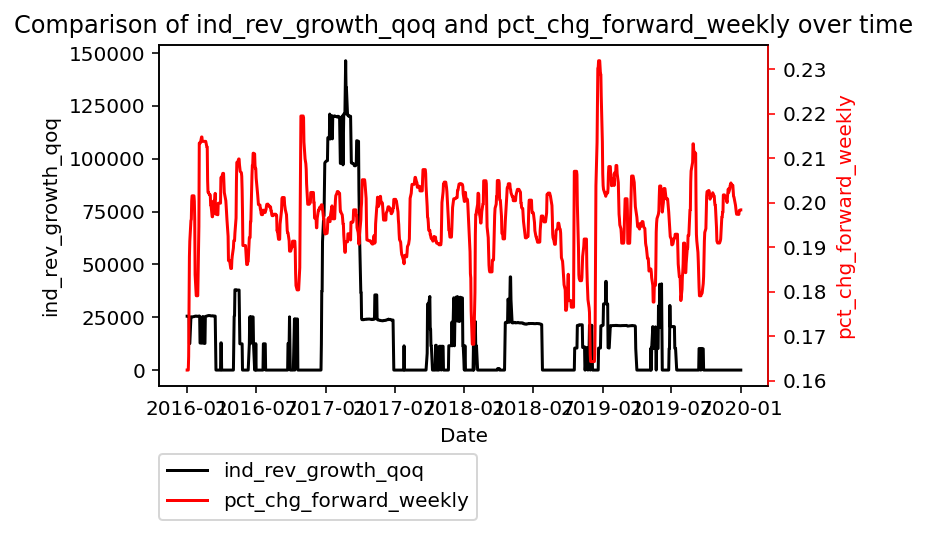 Comparison of ind_rev_growth_qoq and pct_chg_forward_weekly over time
150000
125000
100000
75000
50000
25000
0
ind_rev_growth_qoq
0.23
0.22
0.21
0.20
0.19
0.18
0.17
0.16
pct_chg_forward_weekly
2016-01 2016-07 2017-01 2017-07 2018-01 2018-07 2019-01 2019-07 2020-01
Date
ind_rev_growth_qoq
pct_chg_forward_weekly